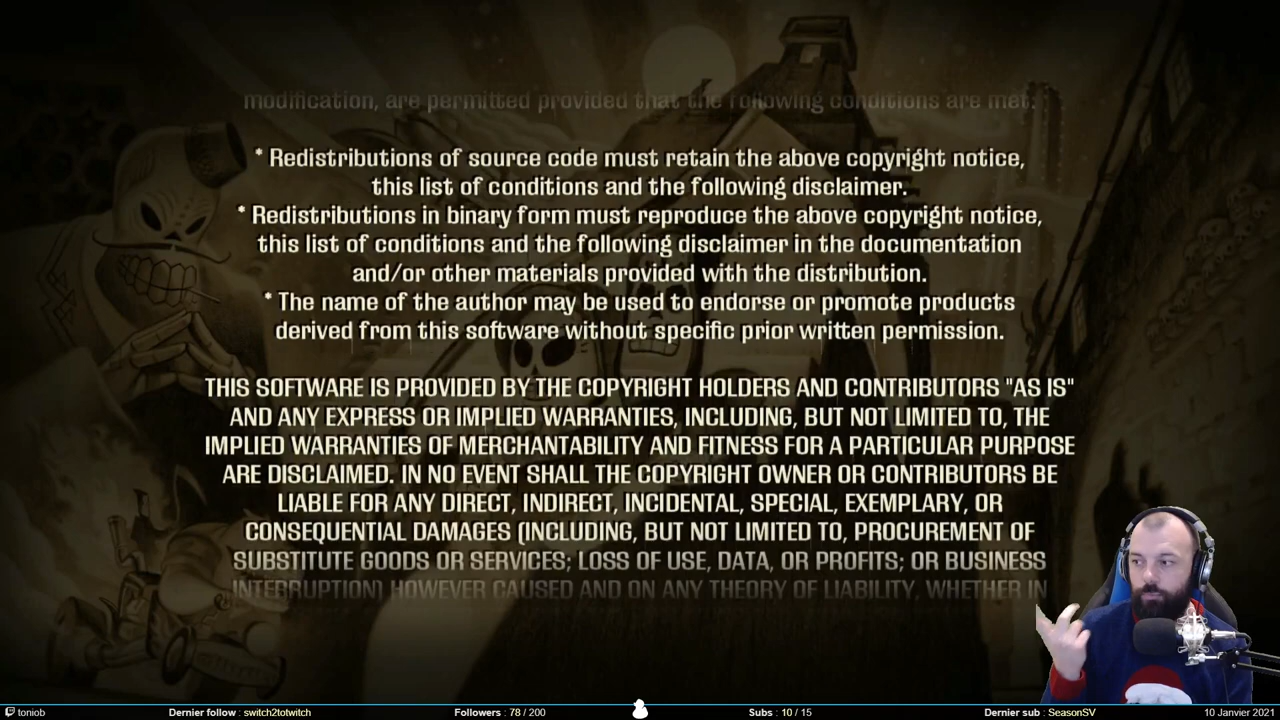 modification, are permitted provided that the following conditions are met:
* Redistributions of source code must retain the above copyright notice,
this list of conditions and the following disclaimer.
* Redistributions in binary form must reproduce the above copyright notice,
this list of conditions and the following disclaimer in the documentation
and/or other materials provided with the distribution.
* The name of the author may be used to endorse or promote products
derived from this software without specific prior written permission.
THIS SOFTWARE IS PROVIDED BY THE COPYRIGHT HOLDERS AND CONTRIBUTORS "AS IS"
AND ANY EXPRESS OR IMPLIED WARRANTIES, INCLUDING, BUT NOT LIMITED TO, THE
IMPLIED WARRANTIES OF MERCHANTABILITY AND FITNESS FOR A PARTICULAR PURPOSE
ARE DISCLAIMED. IN NO EVENT SHALL THE COPYRIGHT OWNER OR CONTRIBUTORS BE
LIABLE FOR ANY DIRECT, INDIRECT, INCIDENTAL, SPECIAL, EXEMPLARY, OR
CONSEQUENTIAL DAMAGES (INCLUDING, BUT NOT LIMITED TO, PROCUREMENT OF
SUBSTITUTE GOODS OR SERVICES; LOSS OF USE, DATA, OR PROFITS; OR BUSINESS
INTERRUPTION) HOWEVER CAUSED AND ON ANY THEORY OF LIABILITY, WHETHER IN
toniob Dernier follow : switch2totwitch Followers : 78 / 200 Subs : 10 / 15 Dernier sub : SeasonSV 10 Janvier 2021